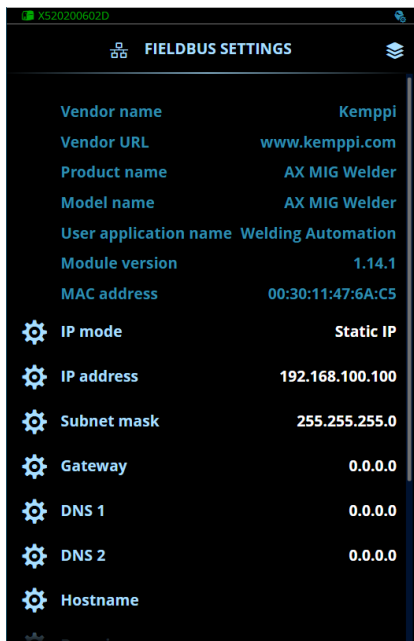 X520200602D
FIELDBUS SETTINGS
Vendor name Kemppi
Vendor URL www.kemppi.com
Product name AX MIG Welder
Model name AX MIG Welder
User application name Welding Automation
Module version 1.14.1
MAC address 00:30:11:47:6A:C5
IP mode Static IP
IP address 192.168.100.100
Subnet mask 255.255.255.0
Gateway 0.0.0.0
DNS 1 0.0.0.0
DNS 2 0.0.0.0
Hostname